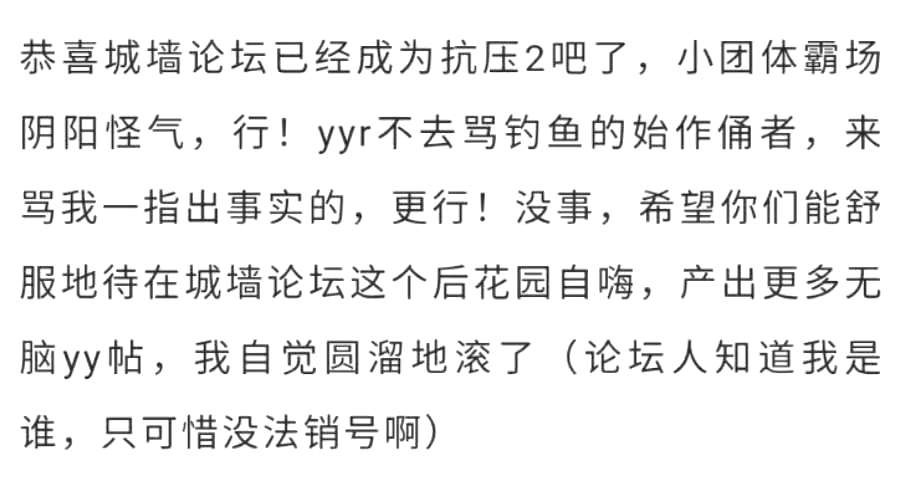 恭喜城墙论坛已经成为抗压2吧了，小团体霸场
阴阳怪气，行！yyr不去骂钓鱼的始作俑者，来
骂我一指出事实的，更行！没事，希望你们能舒
服地待在城墙论坛这个后花园自嗨，产出更多无
脑yy帖，我自觉圆溜地滚了（论坛人知道我是
谁，只可惜没法销号啊）